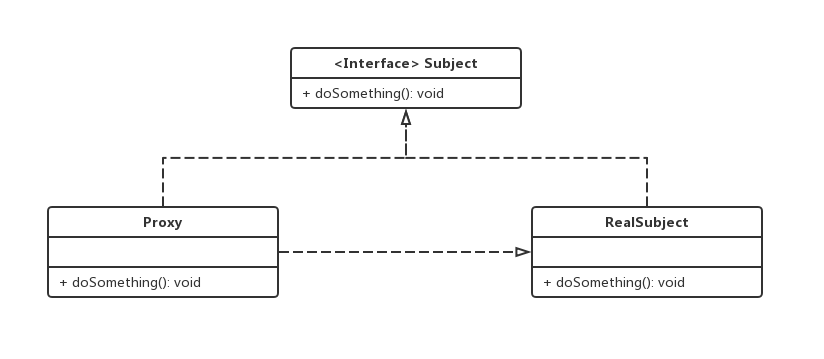 <Interface> Subject
+ doSomething(): void
Proxy
+ doSomething(): void
RealSubject
+ doSomething(): void